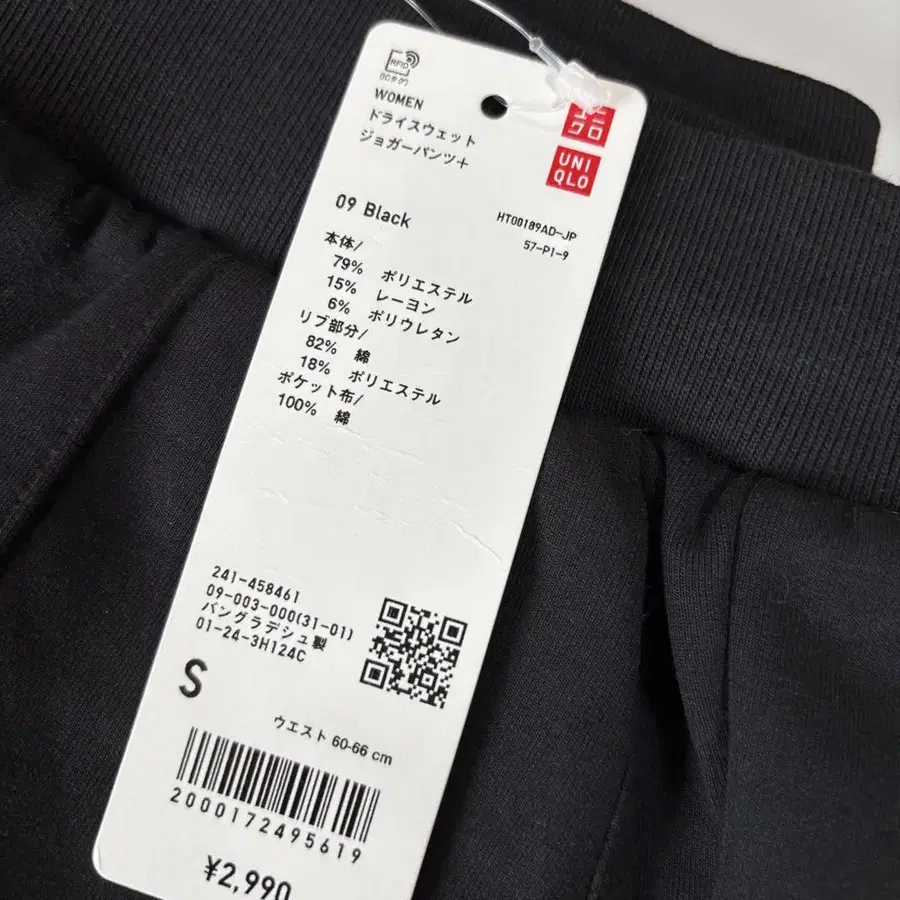 RFID
WOMEN
ドライスウェット
ジョガーパンツ+
ユニ
クロ
UNI
QLO
09 Black
HT00189AD-JP
57-P1-9
本体/
79% ポリエステル
15% レーヨン
6% ポリウレタン
リブ部分/
82% 綿
18% ポリエステル
ポケット布/
100% 綿
241-458461
09-003-000(31-01)
バングラデシュ製
01-24-3H124C
S
ウエスト 60-66 cm
2000172495619
¥2,990